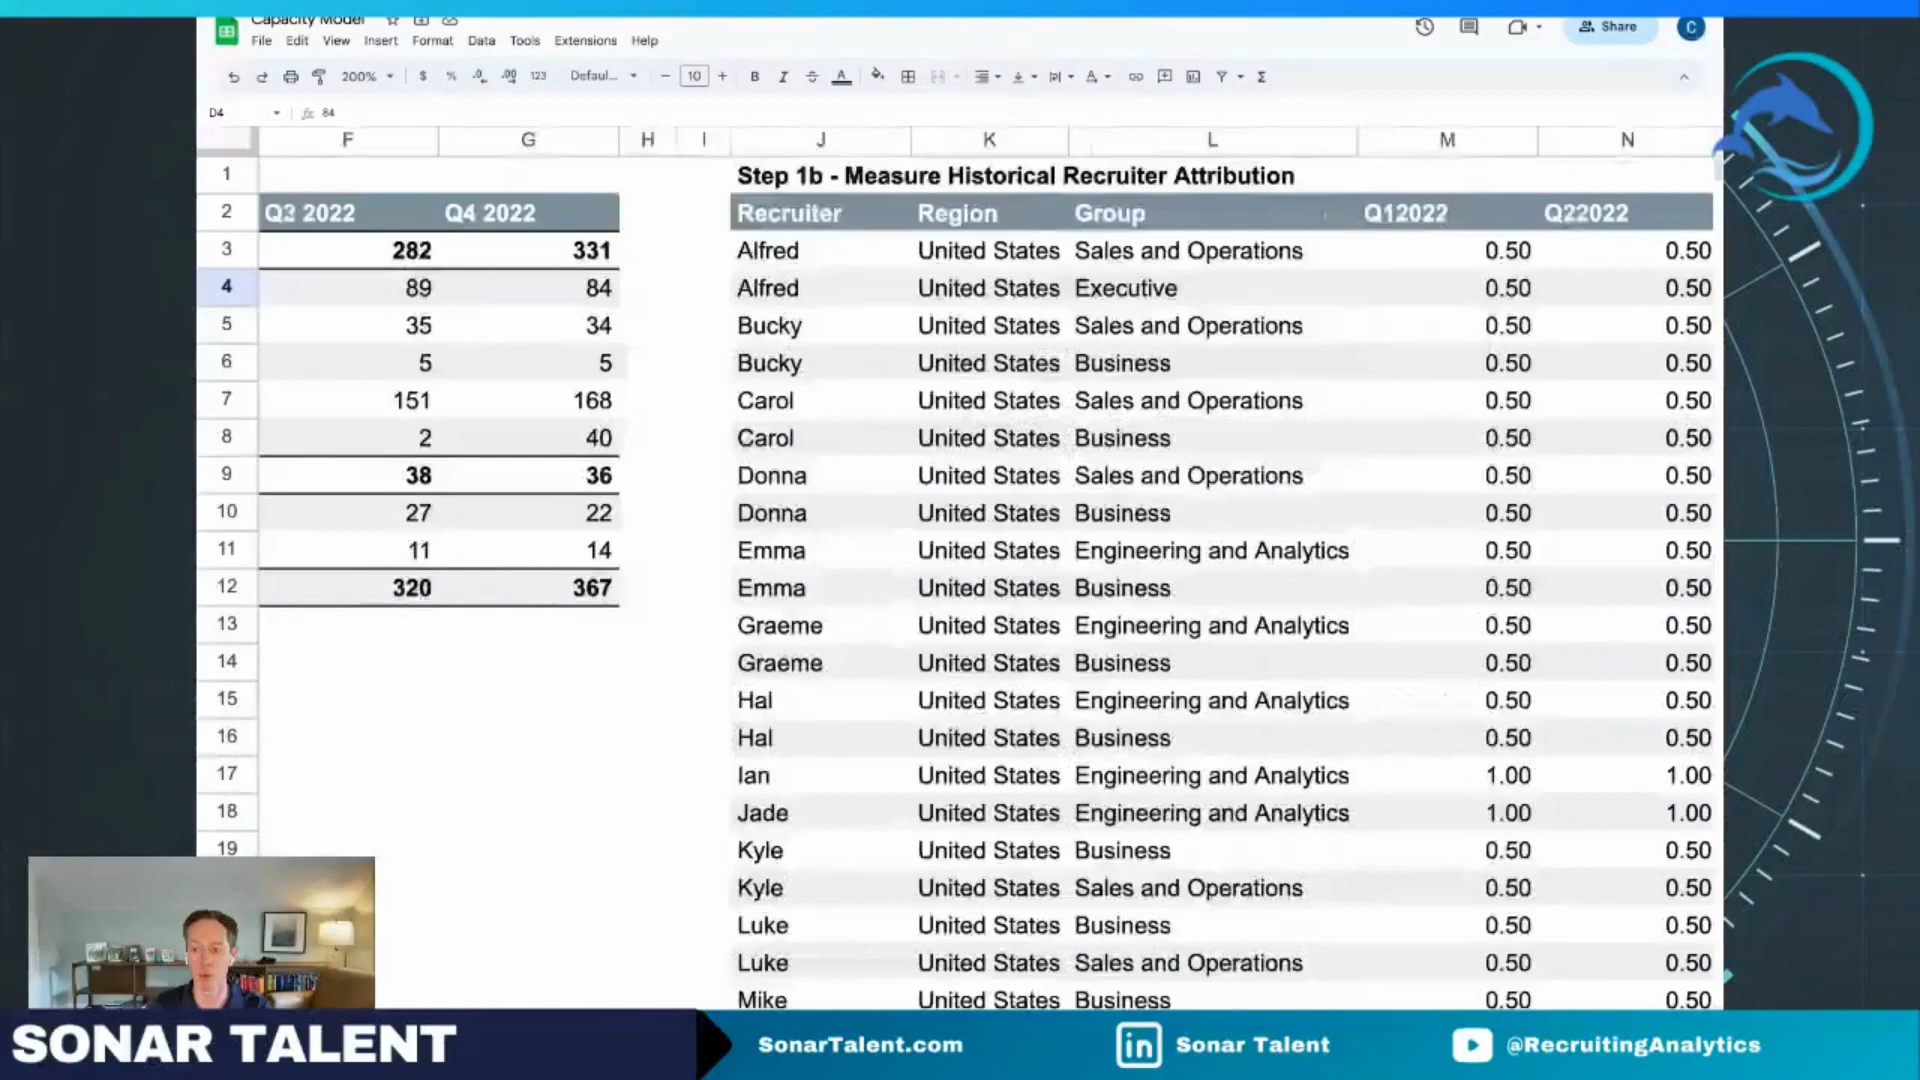 Capacity Model
File Edit View Insert Format Data Tools Extensions Help
Share
C
200% $ % .0 .00 123 Defaul... − 10 + B I S A Σ
D4 fx 84
F G H I J K L M N
1 Step 1b - Measure Historical Recruiter Attribution
2 Q3 2022 Q4 2022 Recruiter Region Group Q12022 Q22022
3 282 331 Alfred United States Sales and Operations 0.50 0.50
4 89 84 Alfred United States Executive 0.50 0.50
5 35 34 Bucky United States Sales and Operations 0.50 0.50
6 5 5 Bucky United States Business 0.50 0.50
7 151 168 Carol United States Sales and Operations 0.50 0.50
8 2 40 Carol United States Business 0.50 0.50
9 38 36 Donna United States Sales and Operations 0.50 0.50
10 27 22 Donna United States Business 0.50 0.50
11 11 14 Emma United States Engineering and Analytics 0.50 0.50
12 320 367 Emma United States Business 0.50 0.50
13 Graeme United States Engineering and Analytics 0.50 0.50
14 Graeme United States Business 0.50 0.50
15 Hal United States Engineering and Analytics 0.50 0.50
16 Hal United States Business 0.50 0.50
17 Ian United States Engineering and Analytics 1.00 1.00
18 Jade United States Engineering and Analytics 1.00 1.00
19 Kyle United States Business 0.50 0.50
Kyle United States Sales and Operations 0.50 0.50
Luke United States Business 0.50 0.50
Luke United States Sales and Operations 0.50 0.50
Mike United States Business 0.50 0.50
SONAR TALENT SonarTalent.com in Sonar Talent @RecruitingAnalytics